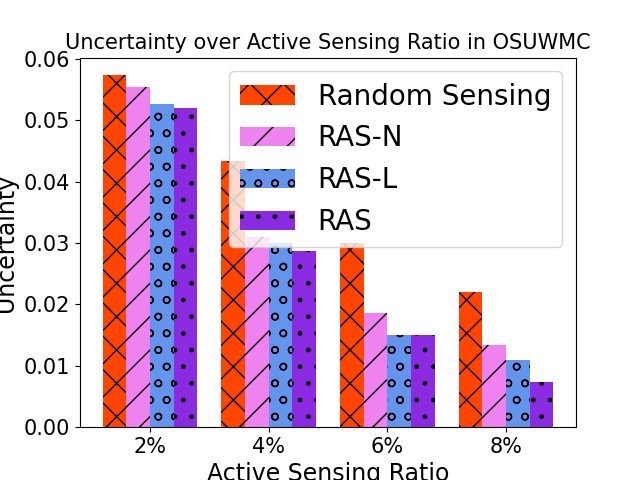 Uncertainty over Active Sensing Ratio in OSUWMC
0.06
0.05
0.04
0.03
0.02
0.01
0.00
Uncertainty
Random Sensing
RAS-N
RAS-L
RAS
2% 4% 6% 8%
Active Sensing Ratio